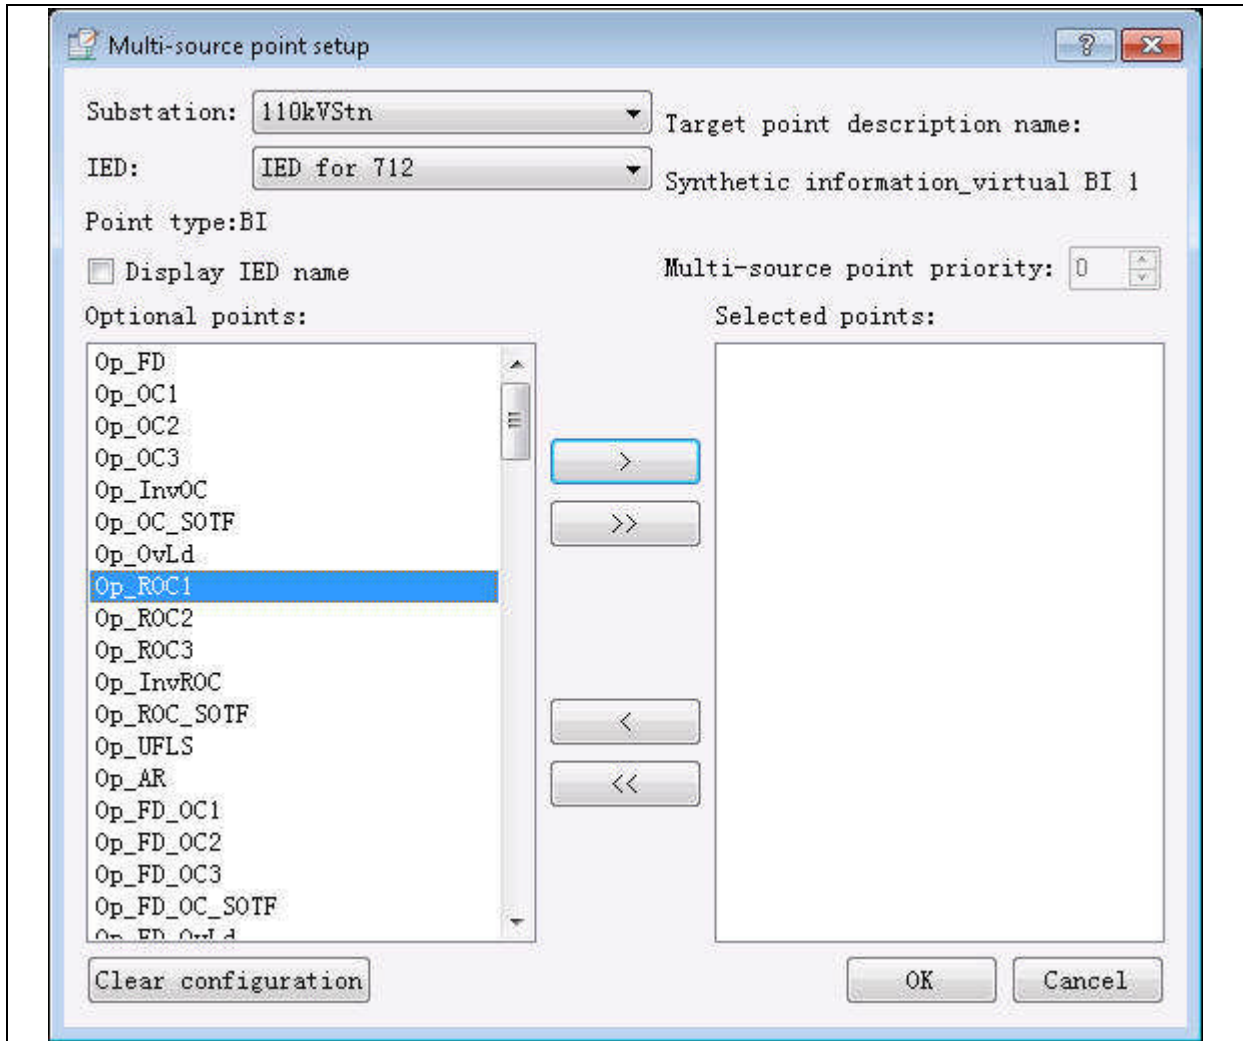 Multi-source point setup
Substation: 110kVStn
Target point description name:
IED: IED for 712
Synthetic information_virtual BI 1
Point type:BI
Display IED name
Multi-source point priority: 0
Optional points:
Selected points:
Op_FD
Op_OC1
Op_OC2
Op_OC3
Op_InvOC
Op_OC_SOTF
Op_OvLd
Op_ROC1
Op_ROC2
Op_ROC3
Op_InvROC
Op_ROC_SOTF
Op_UFLS
Op_AR
Op_FD_OC1
Op_FD_OC2
Op_FD_OC3
Op_FD_OC_SOTF
Op_FD_OvLd
>
>>
<
<<
Clear configuration
OK
Cancel